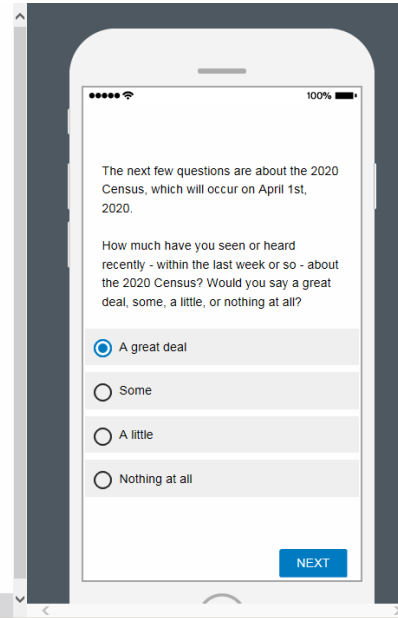 100%
The next few questions are about the 2020
Census, which will occur on April 1st,
2020.
How much have you seen or heard
recently - within the last week or so - about
the 2020 Census? Would you say a great
deal, some, a little, or nothing at all?
A great deal
Some
A little
Nothing at all
NEXT